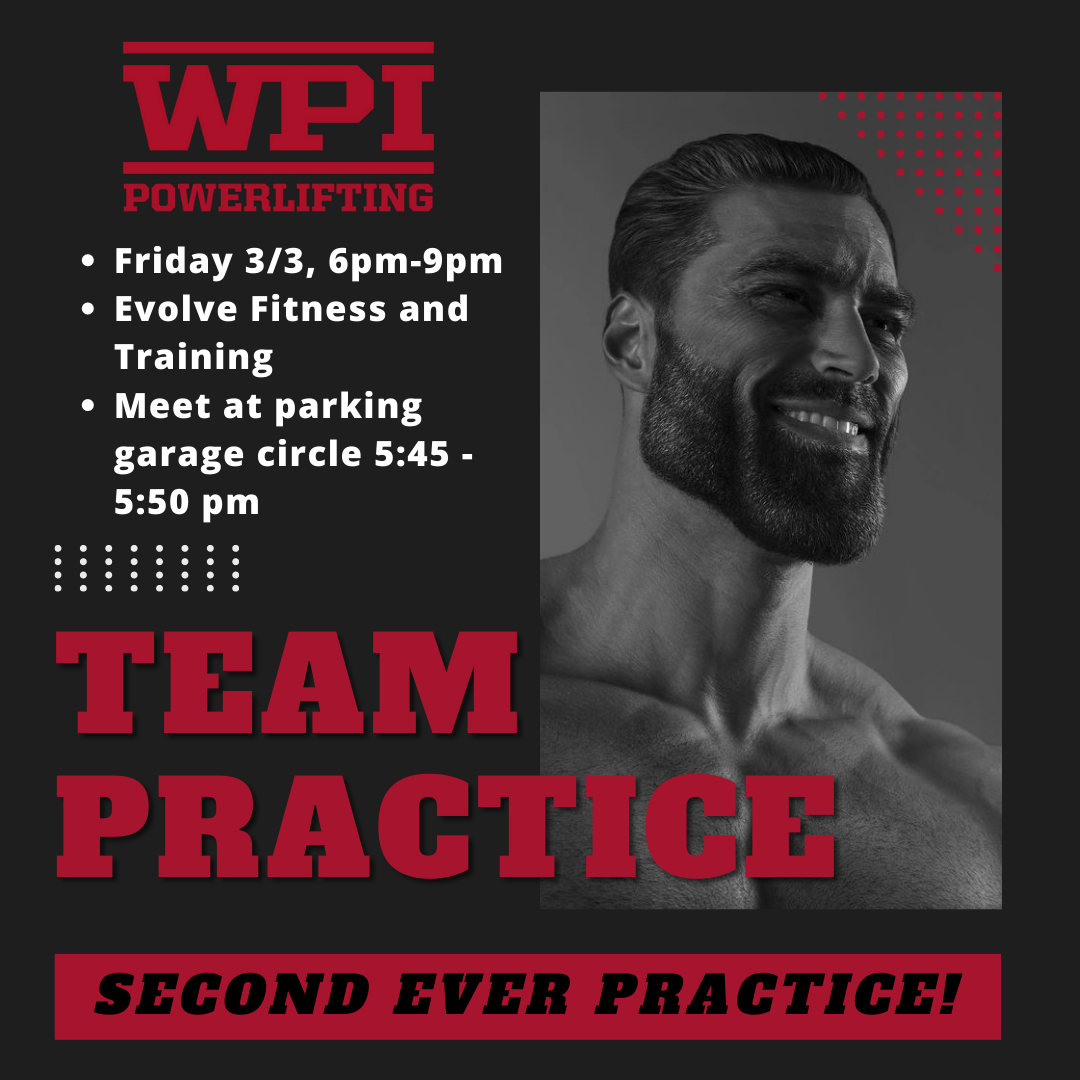 WPI
POWERLIFTING
• Friday 3/3, 6pm-9pm
• Evolve Fitness and
Training
• Meet at parking
garage circle 5:45 -
5:50 pm
TEAM
PRACTICE
SECOND EVER PRACTICE!